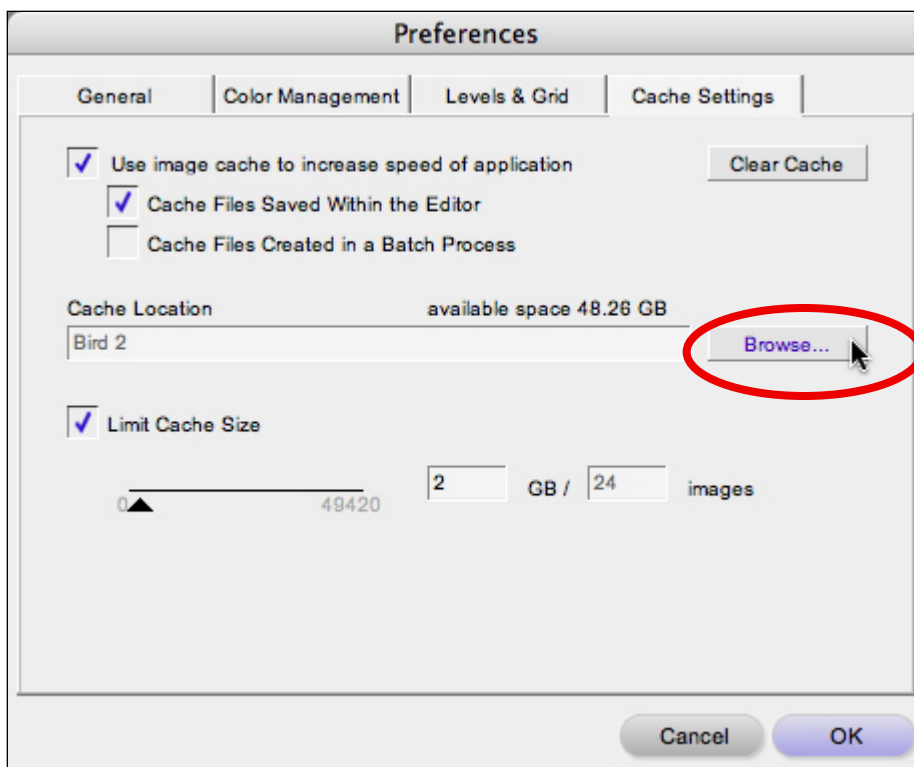 Preferences
General Color Management Levels & Grid Cache Settings
Use image cache to increase speed of application Clear Cache
Cache Files Saved Within the Editor
Cache Files Created in a Batch Process
Cache Location available space 48.26 GB
Bird 2 Browse...
Limit Cache Size
2 GB / 24 images
0 49420
Cancel OK